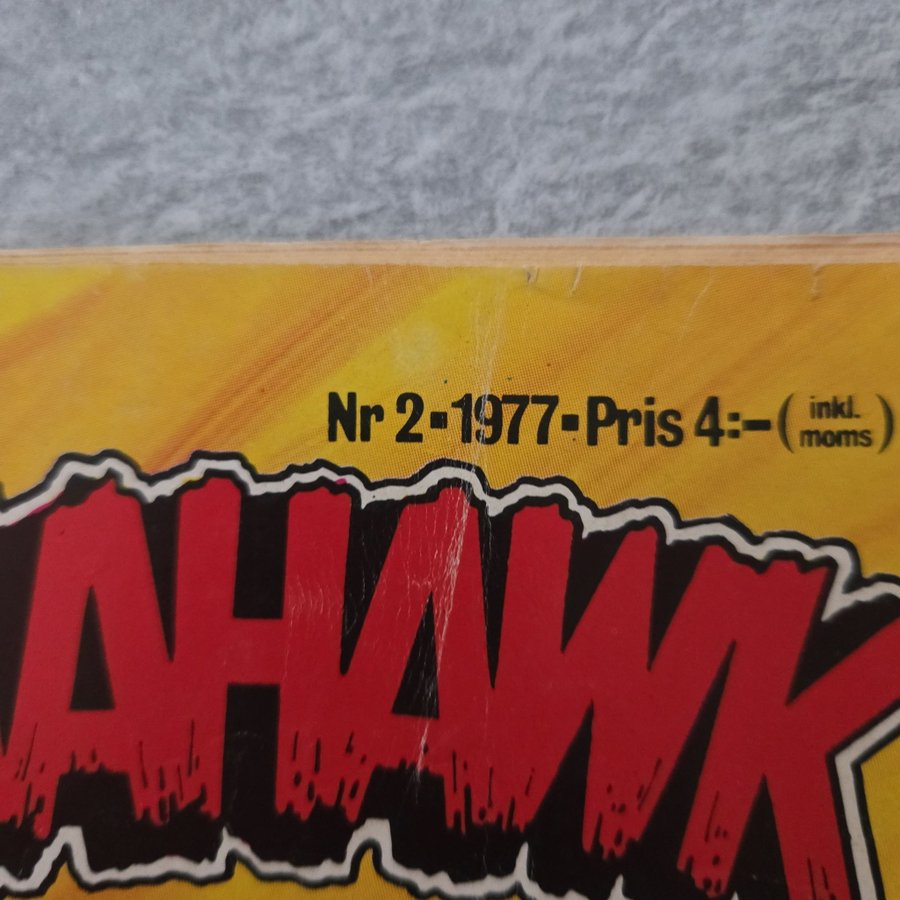 Nr 2▪1977▪Pris 4:-(inkl. moms)
AHAWK